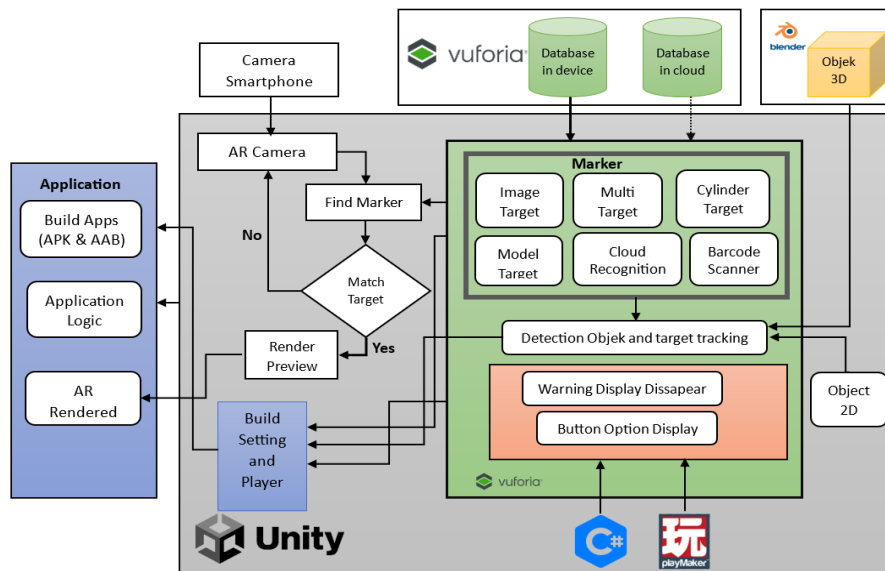 Camera
Smartphone
vuforia®
Database
in device
Database
in cloud
blender
Objek
3D
AR Camera
Find Marker
No
Match
Target
Yes
Render
Preview
Application
Build Apps
(APK & AAB)
Application
Logic
AR
Rendered
Build
Setting
and
Player
Marker
Image
Target
Multi
Target
Cylinder
Target
Model
Target
Cloud
Recognition
Barcode
Scanner
Detection Objek and target tracking
Warning Display Dissapear
Button Option Display
vuforia®
Object
2D
Unity
C#
玩
playMaker